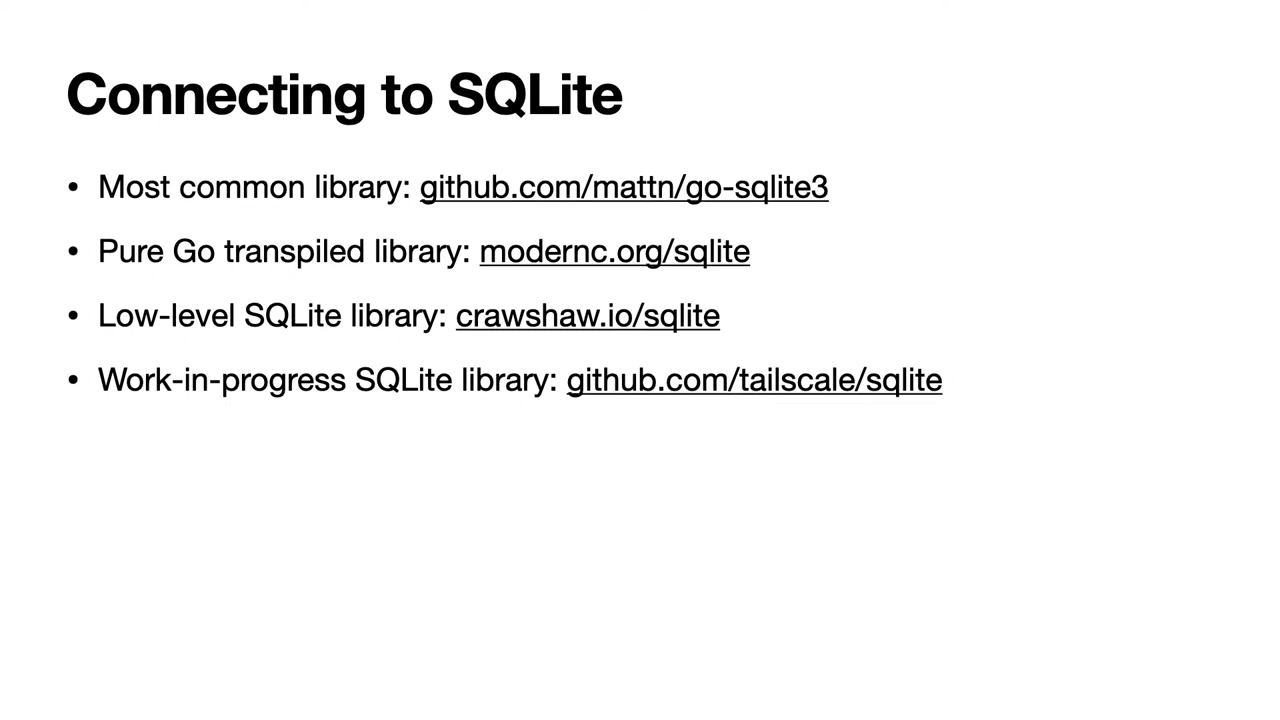 Connecting to SQLite
• Most common library: github.com/mattn/go-sqlite3
• Pure Go transpiled library: modernc.org/sqlite
• Low-level SQLite library: crawshaw.io/sqlite
• Work-in-progress SQLite library: github.com/tailscale/sqlite